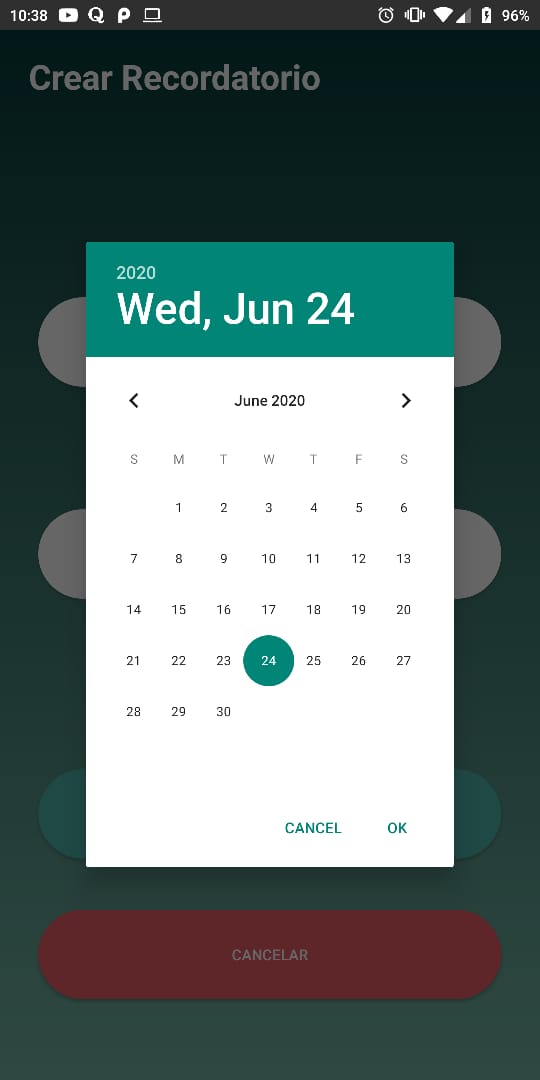 10:38 96%
Crear Recordatorio
2020
Wed, Jun 24
June 2020
S M T W T F S
1 2 3 4 5 6
7 8 9 10 11 12 13
14 15 16 17 18 19 20
21 22 23 24 25 26 27
28 29 30
CANCEL OK
CANCELAR